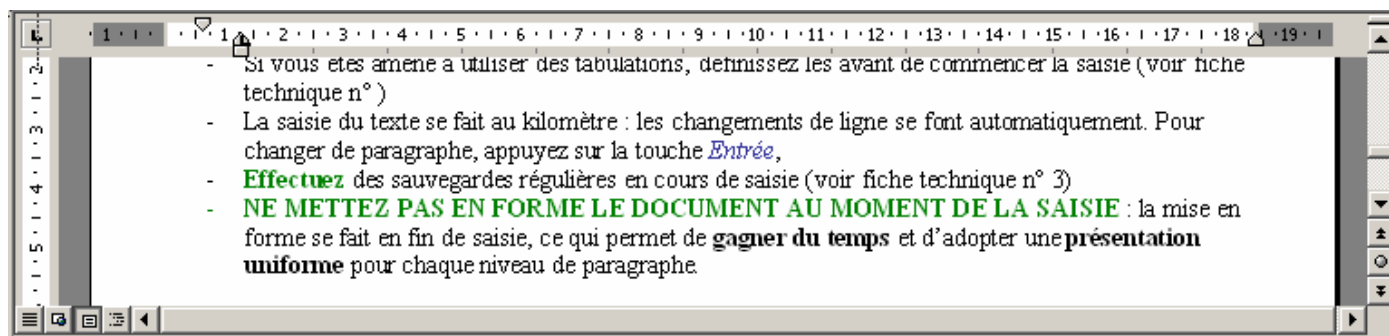 · 1 · ı · ı · 1 · ı · 2 · ı · 3 · ı · 4 · ı · 5 · ı · 6 · ı · 7 · ı · 8 · ı · 9 · ı · 10 · ı · 11 · ı · 12 · ı · 13 · ı · 14 · ı · 15 · ı · 16 · ı · 17 · ı · 18 · 19 · ı
- Si vous êtes amené à utiliser des tabulations, définissez les avant de commencer la saisie (voir fiche
technique n° )
- La saisie du texte se fait au kilomètre : les changements de ligne se font automatiquement. Pour
changer de paragraphe, appuyez sur la touche Entrée,
- Effectuez des sauvegardes régulières en cours de saisie (voir fiche technique n° 3)
- NE METTEZ PAS EN FORME LE DOCUMENT AU MOMENT DE LA SAISIE : la mise en
forme se fait en fin de saisie, ce qui permet de gagner du temps et d’adopter une présentation
uniforme pour chaque niveau de paragraphe.
2 · 3 · 4 · 5